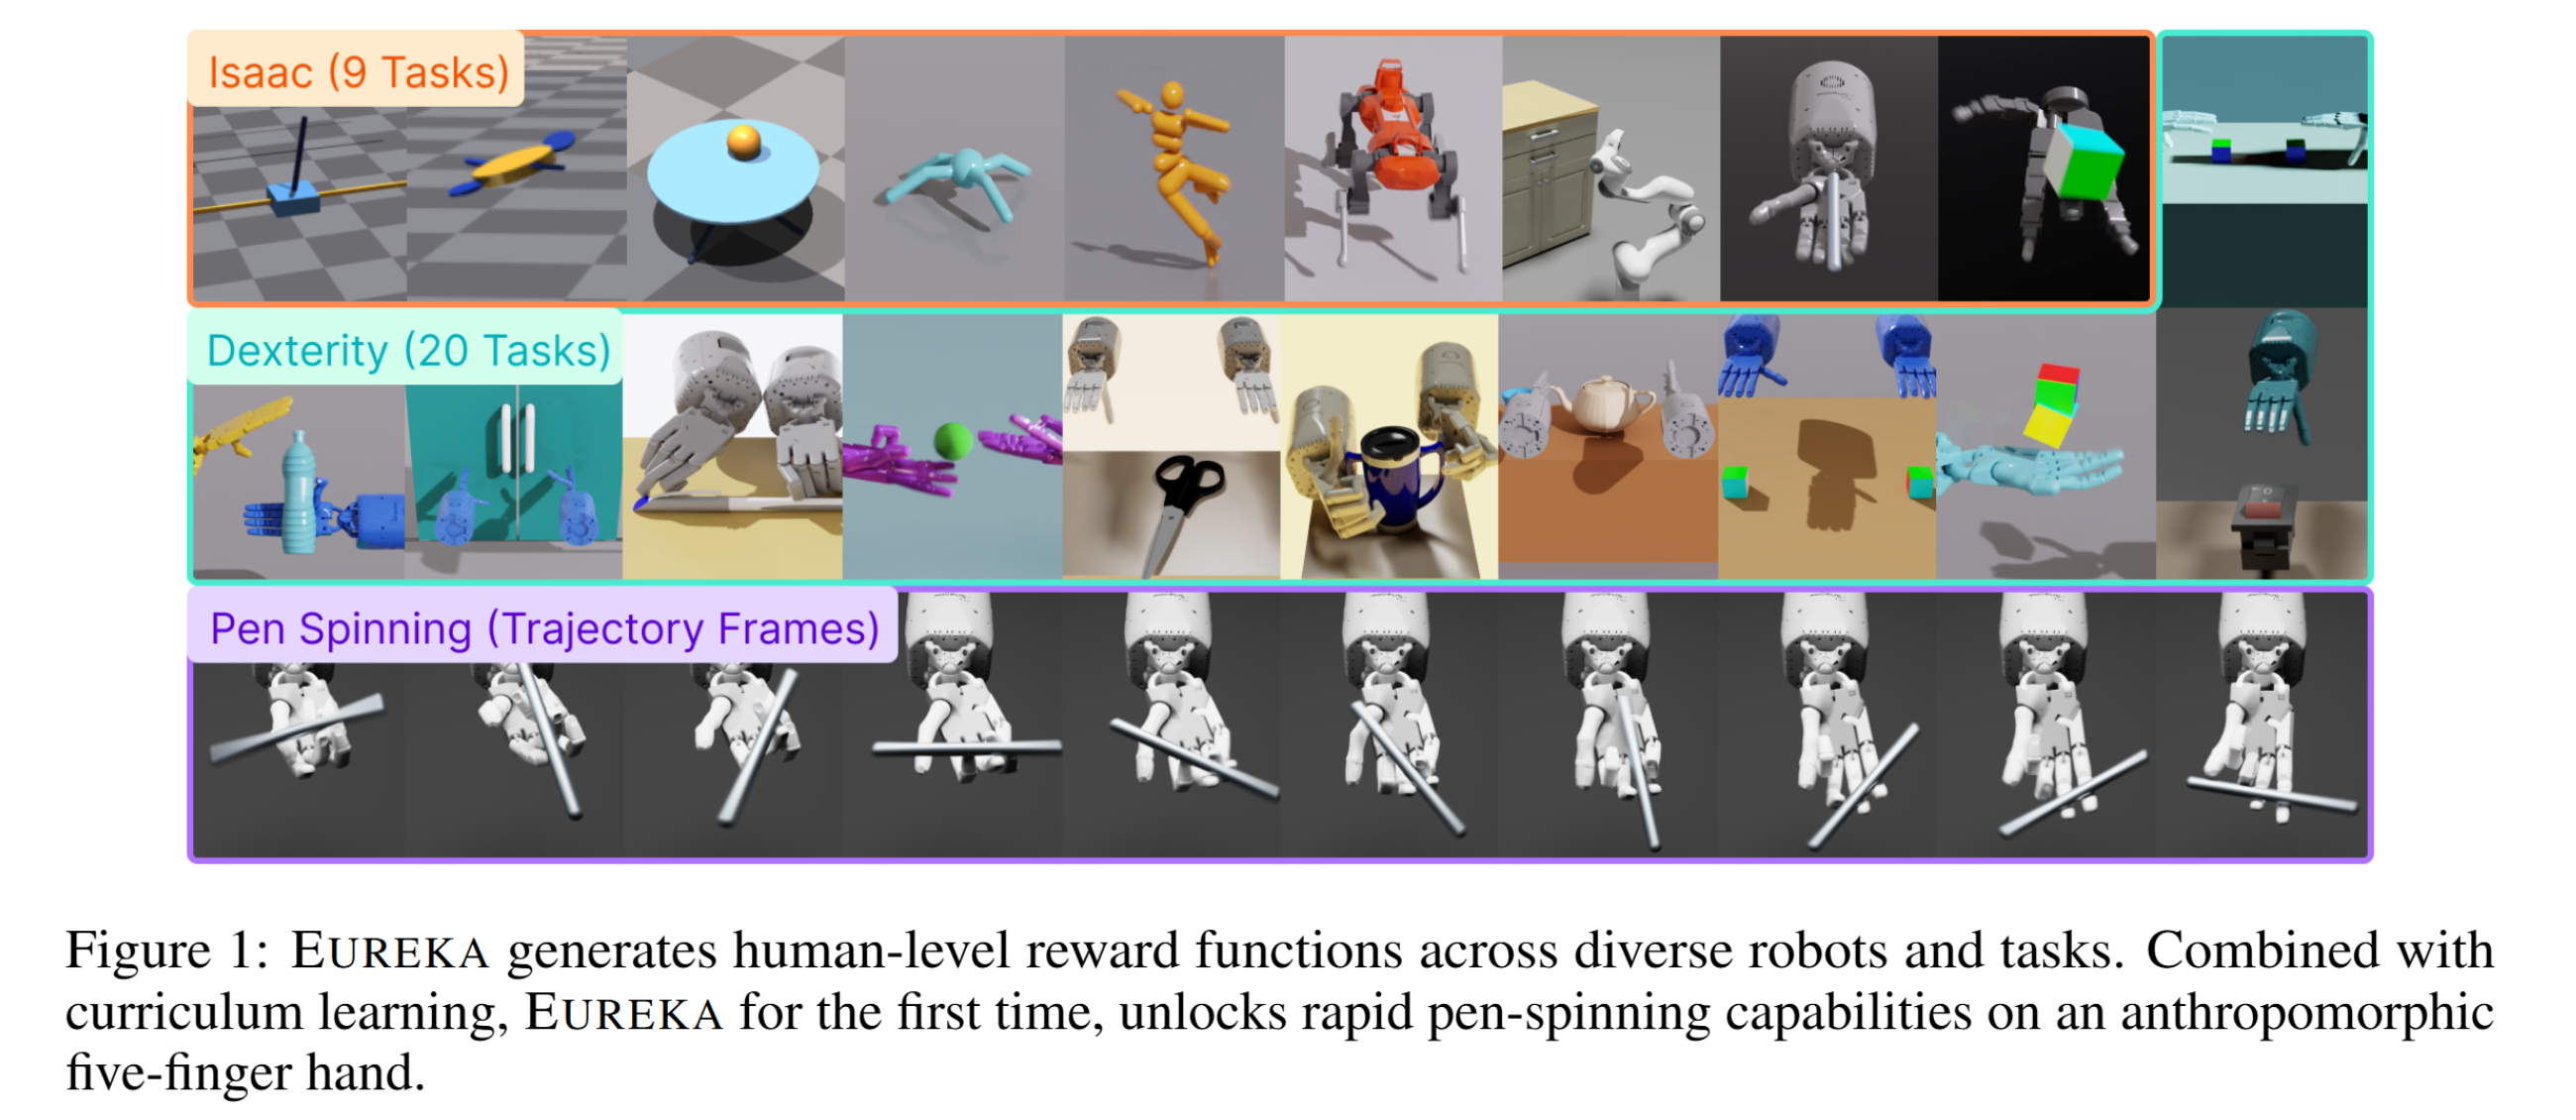 Isaac (9 Tasks)
Dexterity (20 Tasks)
Pen Spinning (Trajectory Frames)
Figure 1: EUREKA generates human-level reward functions across diverse robots and tasks. Combined with
curriculum learning, EUREKA for the first time, unlocks rapid pen-spinning capabilities on an anthropomorphic
five-finger hand.